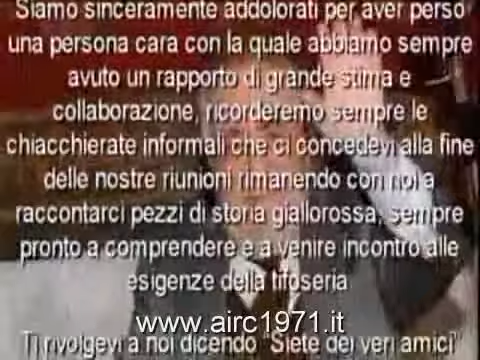 Siamo sinceramente addolorati per aver perso
una persona cara con la quale abbiamo sempre
avuto un rapporto di grande stima e
collaborazione, ricorderemo sempre le
chiacchierate informali che ci concedevi alla fine
delle nostre riunioni rimanendo con noi a
raccontarci pezzi di storia giallorossa, sempre
pronto a comprendere e a venire incontro alle
esigenze della tifoseria
www.airc1971.it
Ti rivolgevi a noi dicendo "Siete dei veri amici"